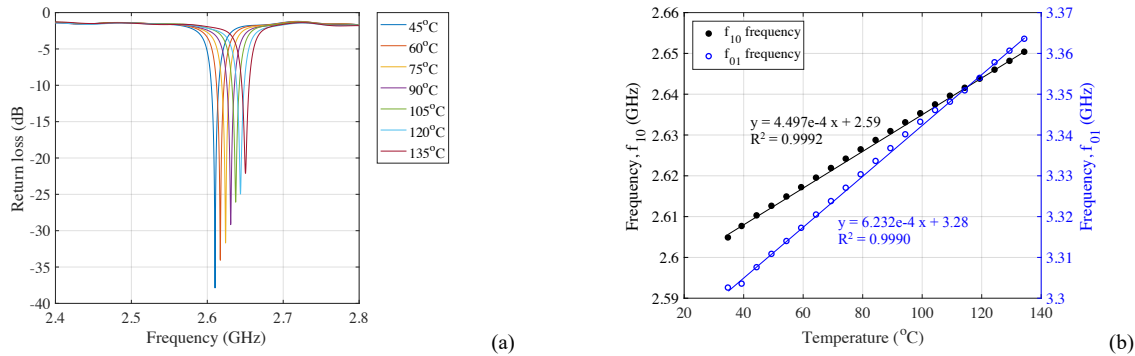 0
-5
-10
-15
-20
-25
-30
-35
-40
Return loss (dB
2.4 2.5 2.6 2.7 2.8
Frequency (GHz)
45°C
60°C
75°C
90°C
105°C
120°C
135°C
(a)
2.66
2.65
2.64
2.63
2.62
2.61
2.6
2.59
Frequency, f10 (GHz)
f10 frequency
f01 frequency
y = 4.497e-4 x + 2.59
R² = 0.9992
y = 6.232e-4 x + 3.28
R² = 0.9990
20 40 60 80 100 120 140
Temperature (°C)
3.37
3.36
3.35
3.34
3.33
3.32
3.31
3.3
Frequency, f01 (GHz)
(b)